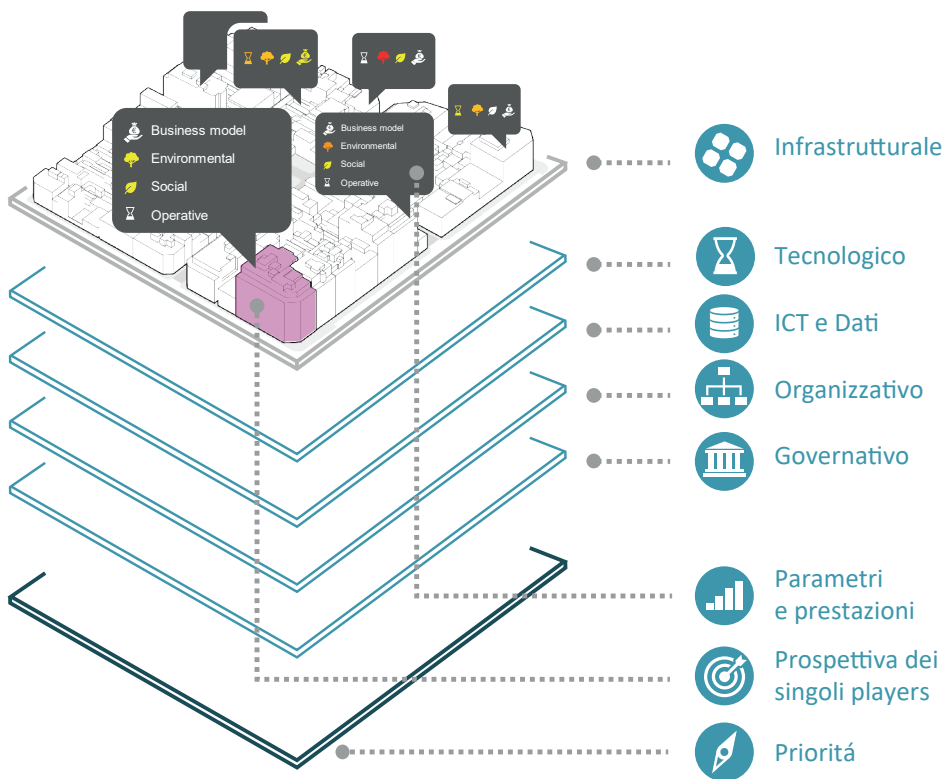 Business model
Environmental
Social
Operative
Business model
Environmental
Social
Operative
Infrastrutturale
Tecnologico
ICT e Dati
Organizzativo
Governativo
Parametri
e prestazioni
Prospettiva dei
singoli players
Prioritá